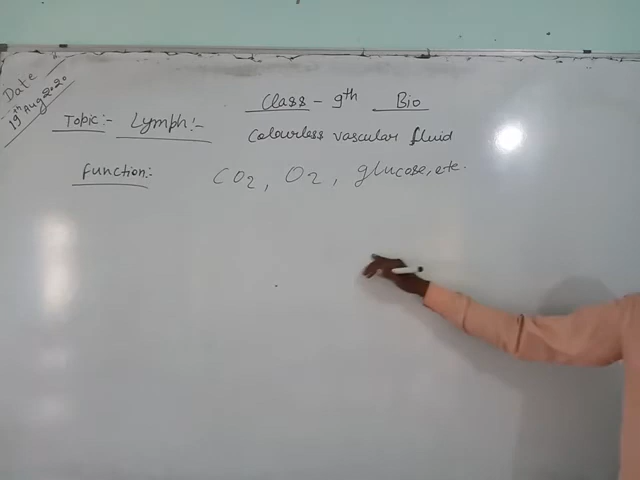 Date
19th Aug 2020
Class - 9th Bio
Topic:- Lymph:- Colourless vascular fluid
Function:- CO2, O2, glucose, etc.